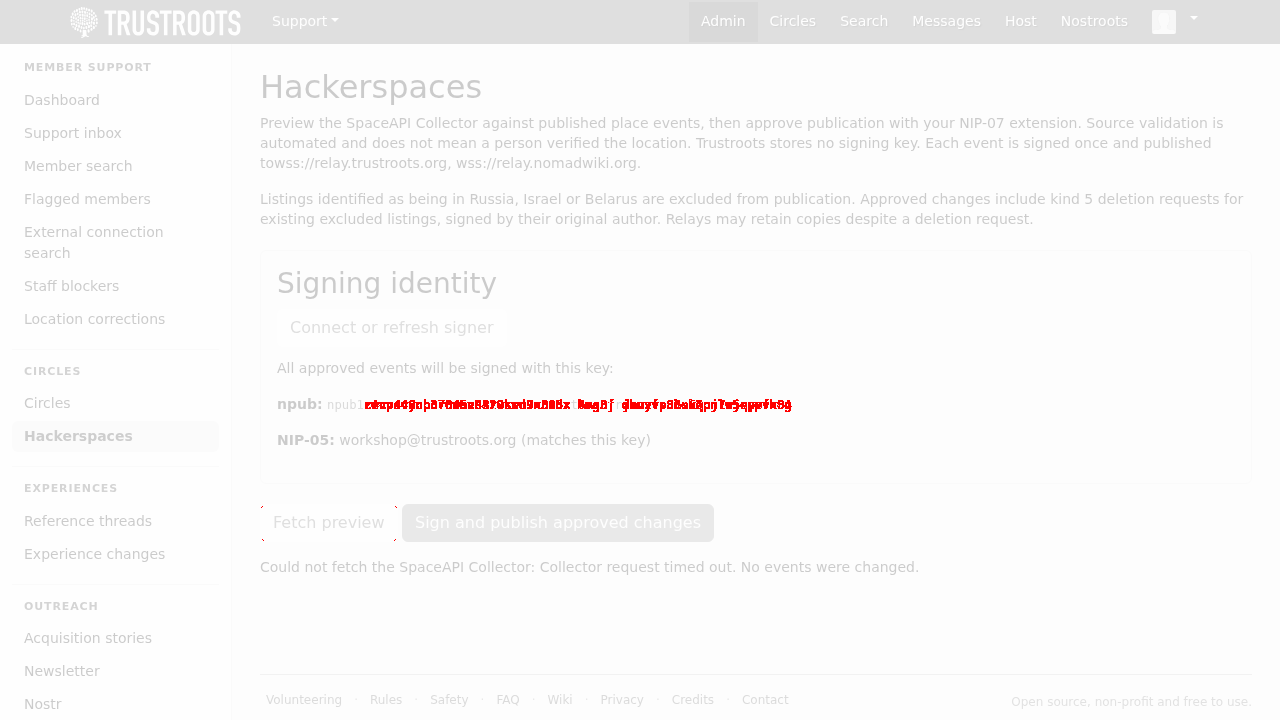 TRUSTROOTS
Support
Admin
Circles
Search
Messages
Host
Nostroots
MEMBER SUPPORT
Dashboard
Support inbox
Member search
Flagged members
External connection
search
Staff blockers
Location corrections
CIRCLES
Circles
Hackerspaces
EXPERIENCES
Reference threads
Experience changes
OUTREACH
Acquisition stories
Newsletter
Nostr
Hackerspaces
Preview the SpaceAPI Collector against published place events, then approve publication with your NIP-07 extension. Source validation is
automated and does not mean a person verified the location. Trustroots stores no signing key. Each event is signed once and published
towss://relay.trustroots.org, wss://relay.nomadwiki.org.
Listings identified as being in Russia, Israel or Belarus are excluded from publication. Approved changes include kind 5 deletion requests for
existing excluded listings, signed by their original author. Relays may retain copies despite a deletion request.
Signing identity
Connect or refresh signer
All approved events will be signed with this key:
npub: npub1
NIP-05: workshop@trustroots.org (matches this key)
Fetch preview
Sign and publish approved changes
Could not fetch the SpaceAPI Collector: Collector request timed out. No events were changed.
Volunteering · Rules · Safety · FAQ · Wiki · Privacy · Credits · Contact
Open source, non-profit and free to use.